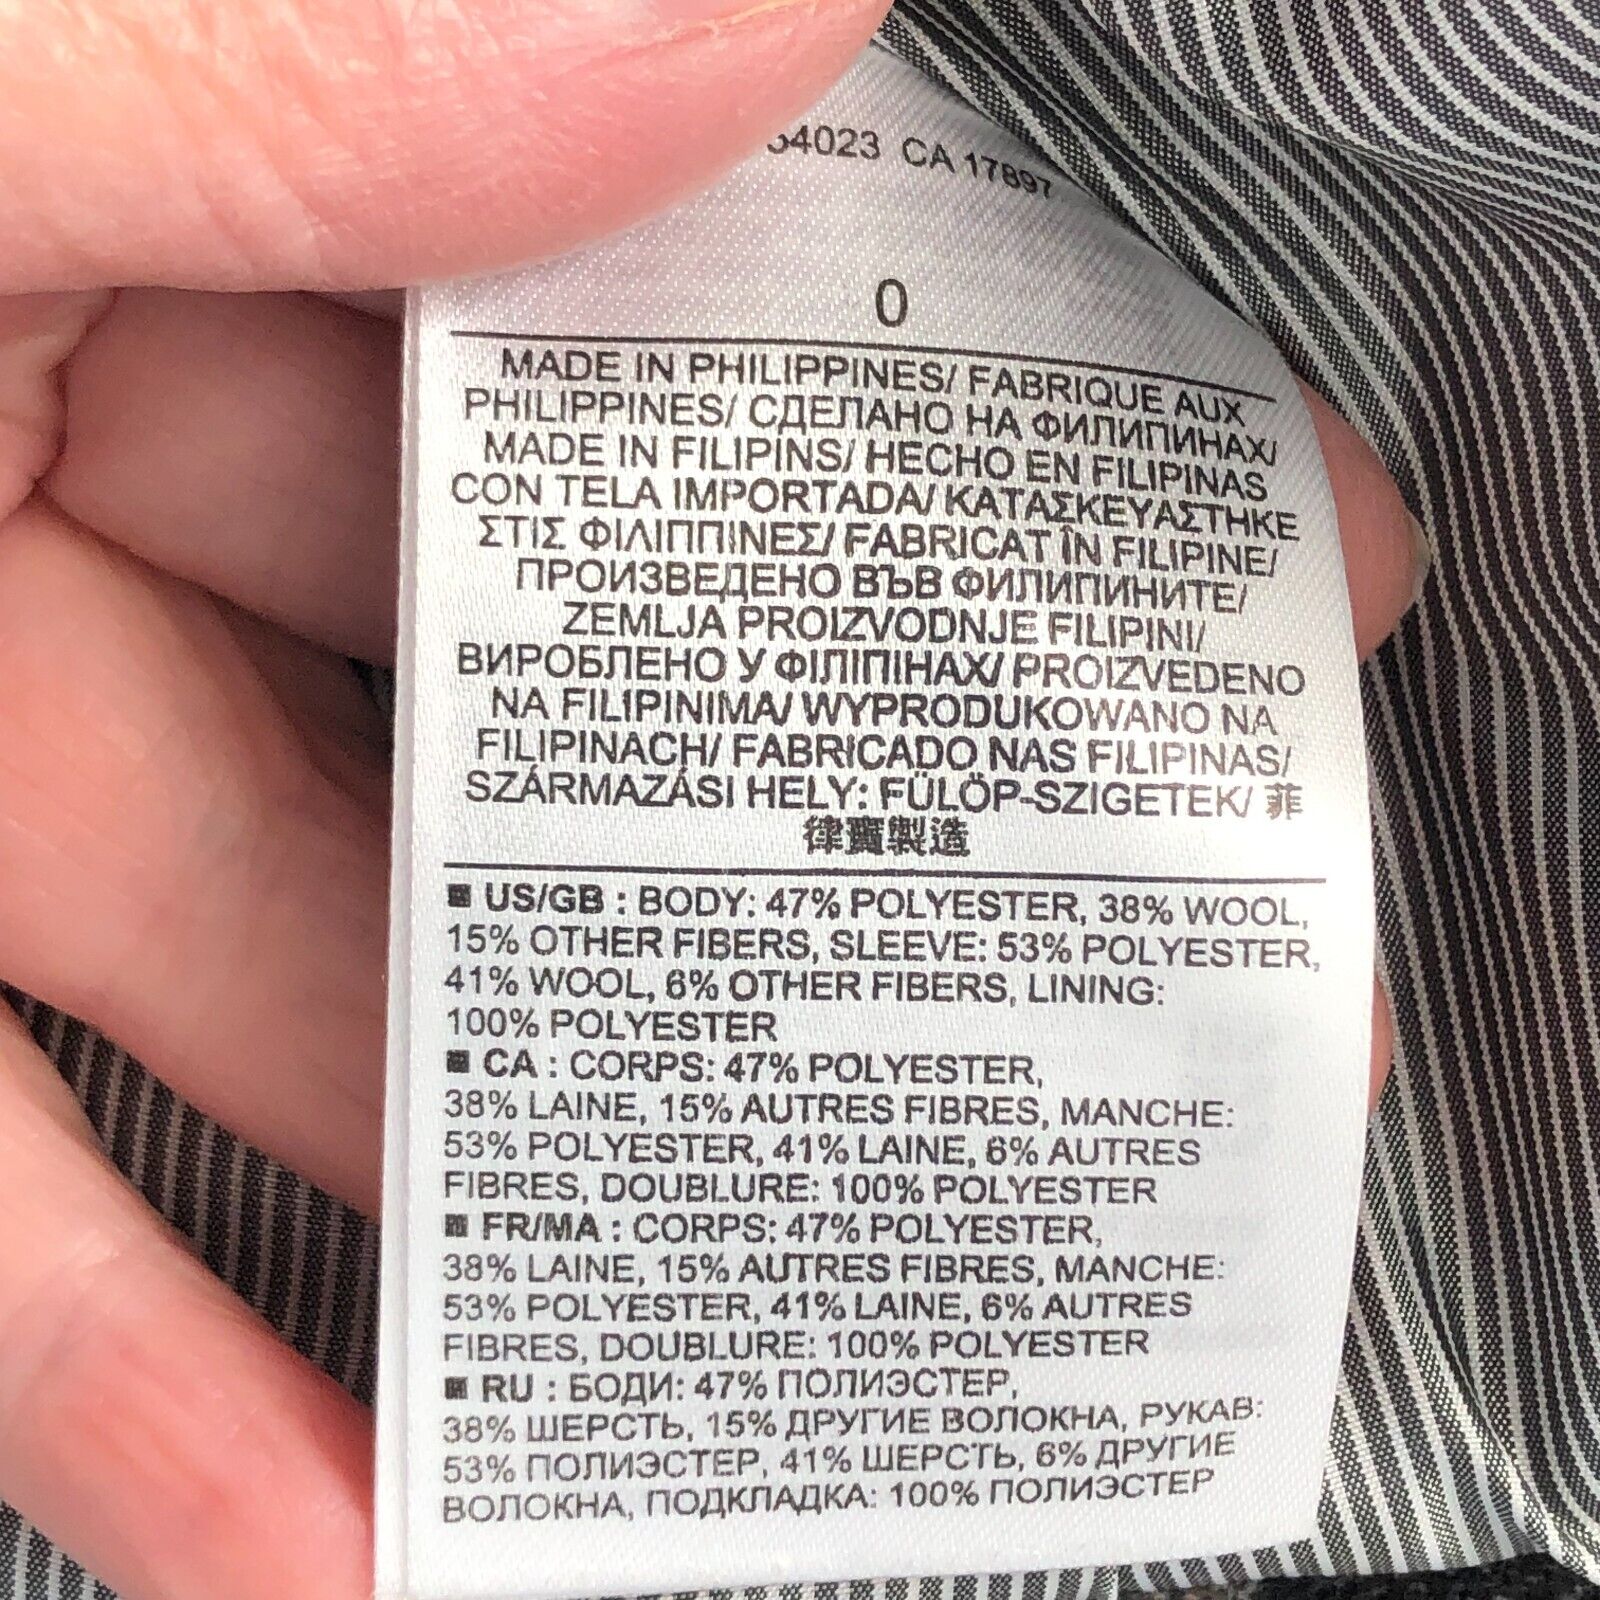 54023 CA 17897
0
MADE IN PHILIPPINES/ FABRIQUE AUX
PHILIPPINES/ СДЕЛАНО НА ФИЛИПИНАХ/
MADE IN FILIPINS/ HECHO EN FILIPINAS
CON TELA IMPORTADA/ ΚΑΤΑΣΚΕΥΑΣΤΗΚΕ
ΣΤΙΣ ΦΙΛΙΠΠΙΝΕΣ/ FABRICAT ÎN FILIPINE/
ПРОИЗВЕДЕНО ВЪВ ФИЛИПИНИТЕ/
ZEMLJA PROIZVODNJE FILIPINI/
ВИРОБЛЕНО У ФІЛІПІНАХ/ PROIZVEDENO
NA FILIPINIMA/ WYPRODUKOWANO NA
FILIPINACH/ FABRICADO NAS FILIPINAS/
SZÁRMAZÁSI HELY: FÜLÖP-SZIGETEK/ 菲
律賓製造
US/GB : BODY: 47% POLYESTER, 38% WOOL,
15% OTHER FIBERS, SLEEVE: 53% POLYESTER,
41% WOOL, 6% OTHER FIBERS, LINING:
100% POLYESTER
CA : CORPS: 47% POLYESTER,
38% LAINE, 15% AUTRES FIBRES, MANCHE:
53% POLYESTER, 41% LAINE, 6% AUTRES
FIBRES, DOUBLURE: 100% POLYESTER
FR/MA : CORPS: 47% POLYESTER,
38% LAINE, 15% AUTRES FIBRES, MANCHE:
53% POLYESTER, 41% LAINE, 6% AUTRES
FIBRES, DOUBLURE: 100% POLYESTER
RU : БОДИ: 47% ПОЛИЭСТЕР,
38% ШЕРСТЬ, 15% ДРУГИЕ ВОЛОКНА, РУКАВ:
53% ПОЛИЭСТЕР, 41% ШЕРСТЬ, 6% ДРУГИЕ
ВОЛОКНА, ПОДКЛАДКА: 100% ПОЛИЭСТЕР